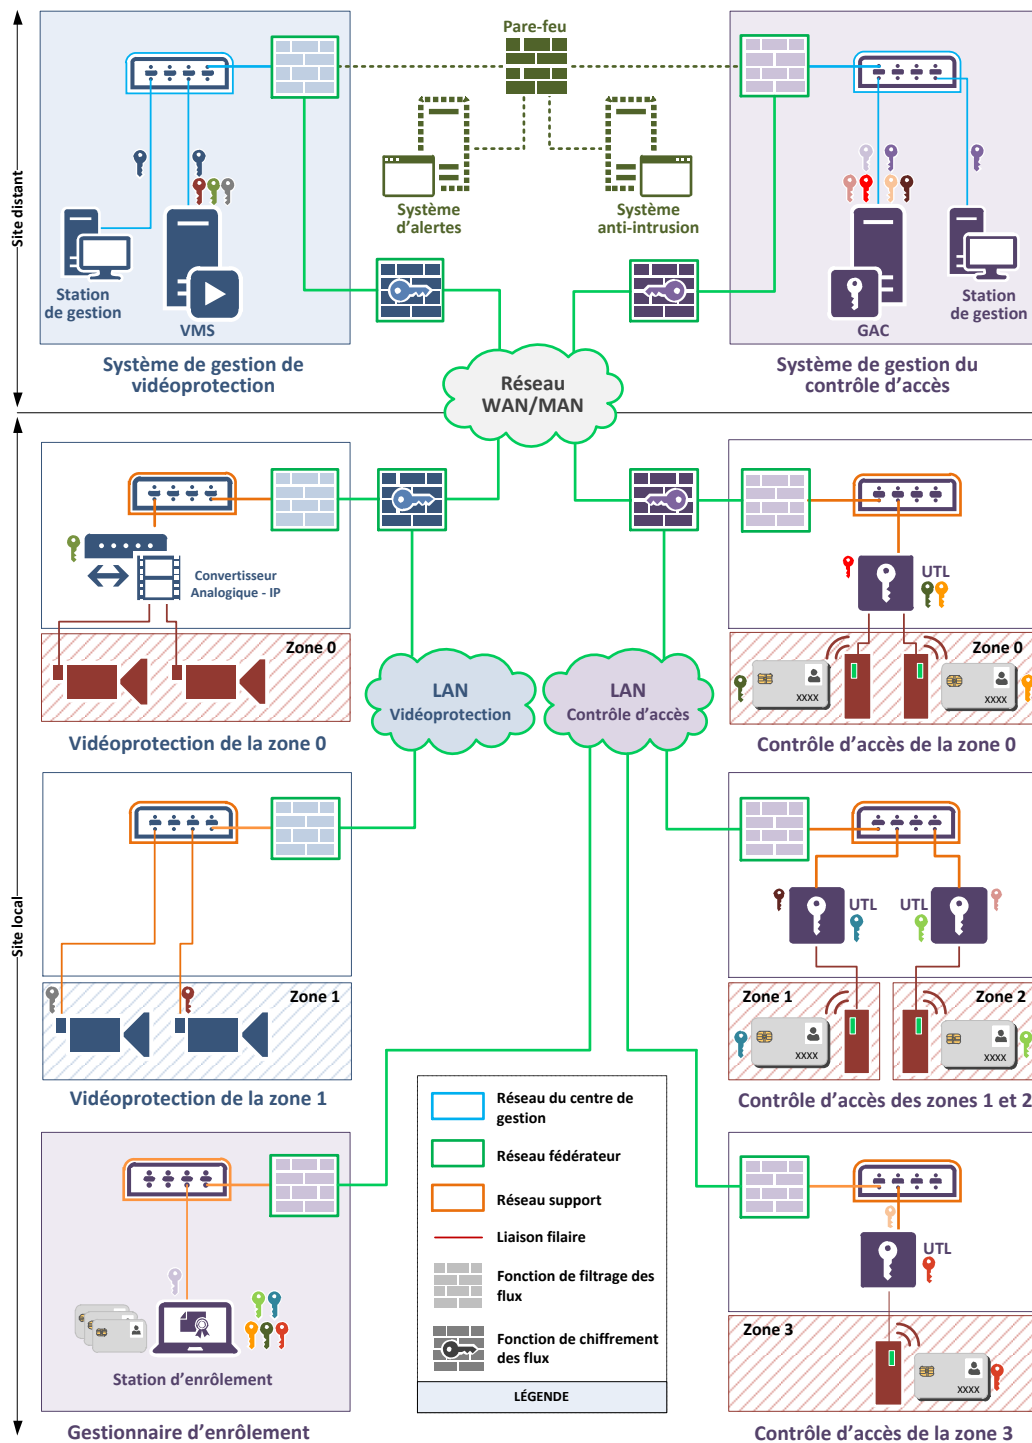 Site distant
Pare-feu
Système
d'alertes
Système
anti-intrusion
Station
de gestion
VMS
GAC
Station
de gestion
Système de gestion de
vidéoprotection
Système de gestion du
contrôle d'accès
Réseau
WAN/MAN
Site local
Convertisseur
Analogique - IP
Zone 0
Vidéoprotection de la zone 0
LAN
Vidéoprotection
LAN
Contrôle d'accès
UTL
Zone 0
XXXX
XXXX
Contrôle d'accès de la zone 0
Zone 1
Vidéoprotection de la zone 1
UTL
UTL
Zone 1
XXXX
Zone 2
XXXX
Contrôle d'accès des zones 1 et 2
Station d'enrôlement
Gestionnaire d'enrôlement
Réseau du centre de
gestion
Réseau fédérateur
Réseau support
Liaison filaire
Fonction de filtrage des
flux
Fonction de chiffrement
des flux
LÉGENDE
UTL
Zone 3
XXXX
Contrôle d'accès de la zone 3